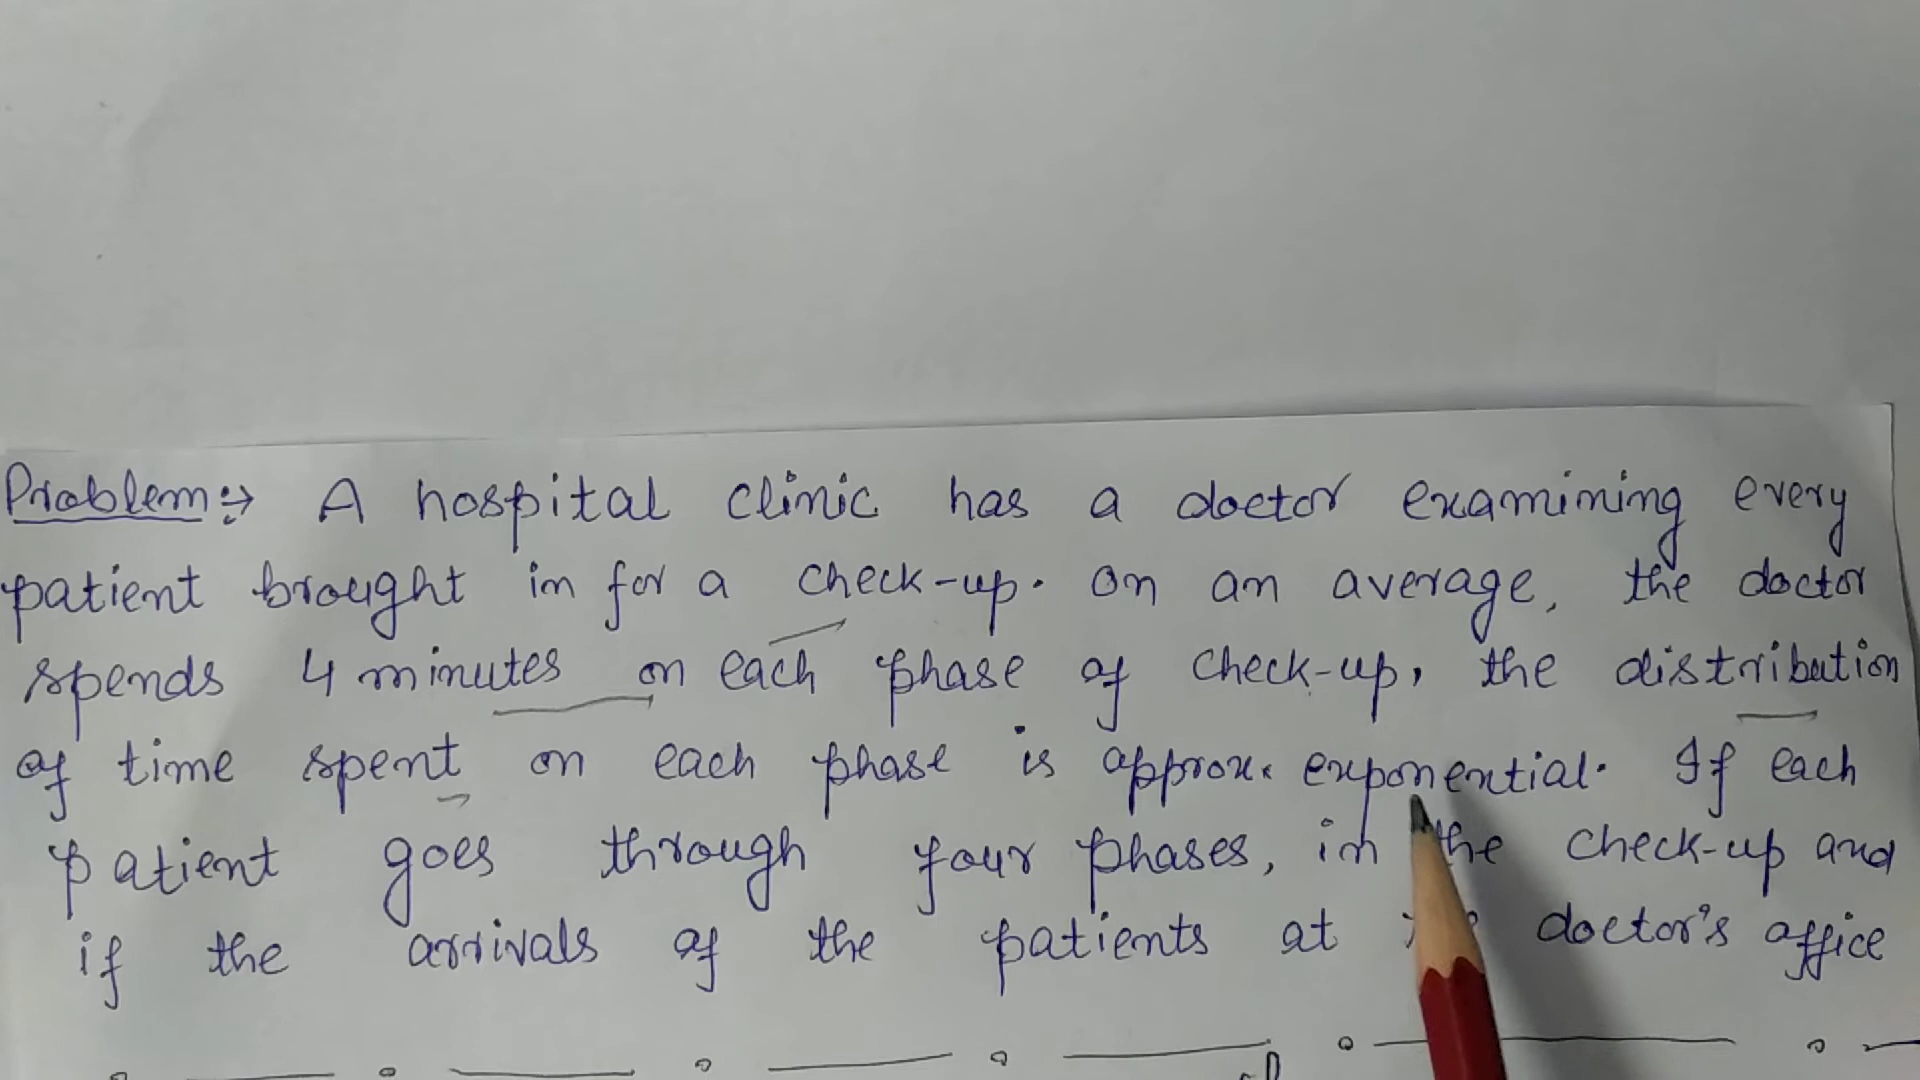 Problem:→ A hospital clinic has a doctor examining every
patient brought in for a check-up. On an average, the doctor
spends 4 minutes on each phase of check-up, the distribution
of time spent on each phase is approx. exponential. If each
patient goes through four phases, in the check-up and
if the arrivals of the patients at doctor's office